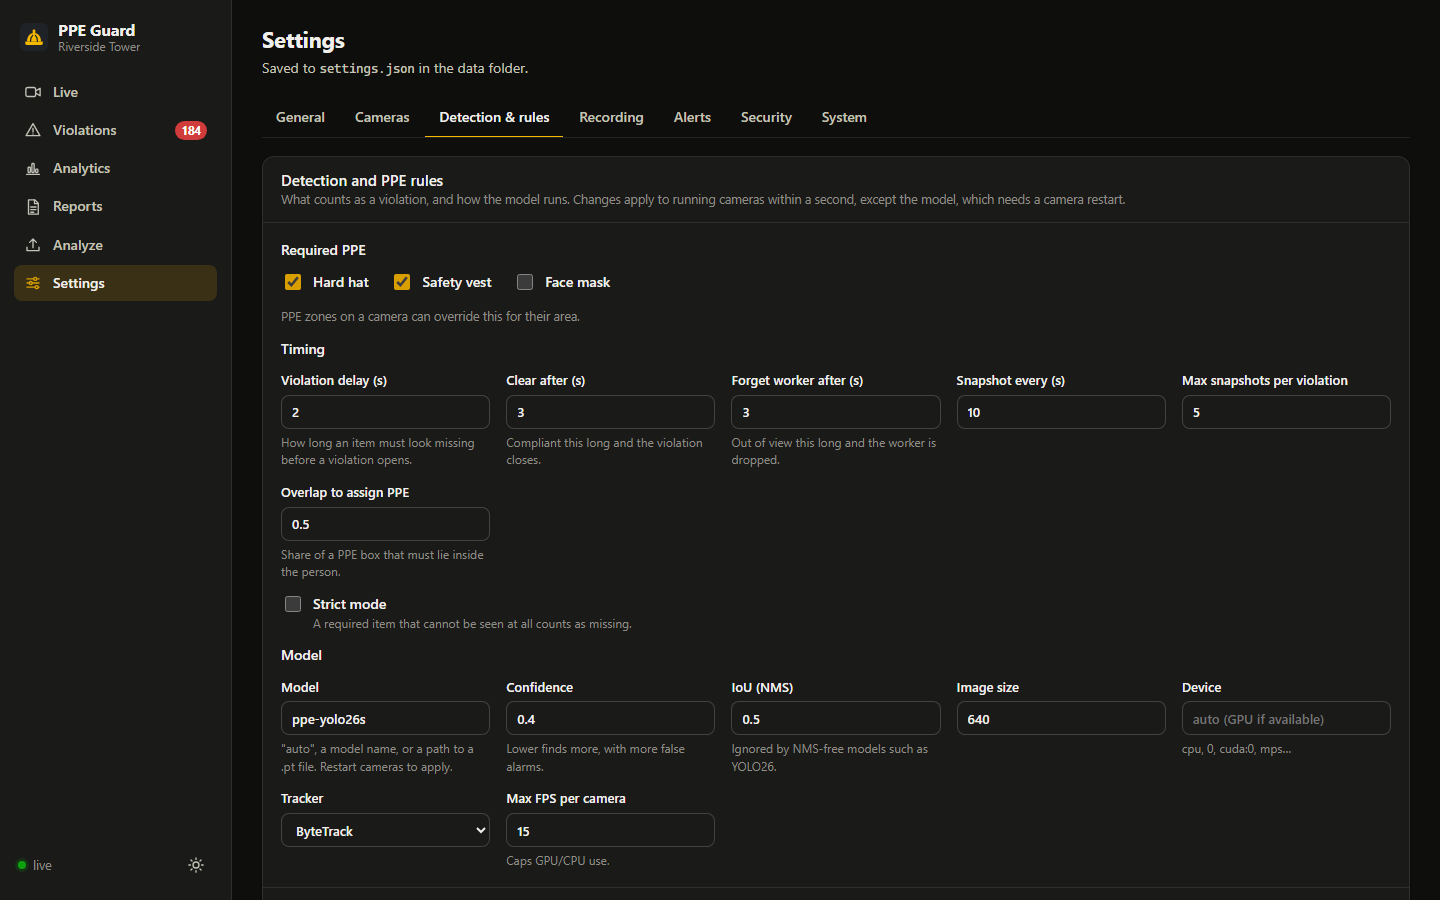 PPE Guard
Riverside Tower
Live
Violations 184
Analytics
Reports
Analyze
Settings
live
Settings
Saved to settings.json in the data folder.
General Cameras Detection & rules Recording Alerts Security System
Detection and PPE rules
What counts as a violation, and how the model runs. Changes apply to running cameras within a second, except the model, which needs a camera restart.
Required PPE
Hard hat Safety vest Face mask
PPE zones on a camera can override this for their area.
Timing
Violation delay (s)
2
How long an item must look missing
before a violation opens.
Clear after (s)
3
Compliant this long and the violation
closes.
Forget worker after (s)
3
Out of view this long and the worker is
dropped.
Snapshot every (s)
10
Max snapshots per violation
5
Overlap to assign PPE
0.5
Share of a PPE box that must lie inside
the person.
Strict mode
A required item that cannot be seen at all counts as missing.
Model
Model
ppe-yolo26s
"auto", a model name, or a path to a
.pt file. Restart cameras to apply.
Confidence
0.4
Lower finds more, with more false
alarms.
IoU (NMS)
0.5
Ignored by NMS-free models such as
YOLO26.
Image size
640
Device
auto (GPU if available)
cpu, 0, cuda:0, mps...
Tracker
ByteTrack
Max FPS per camera
15
Caps GPU/CPU use.